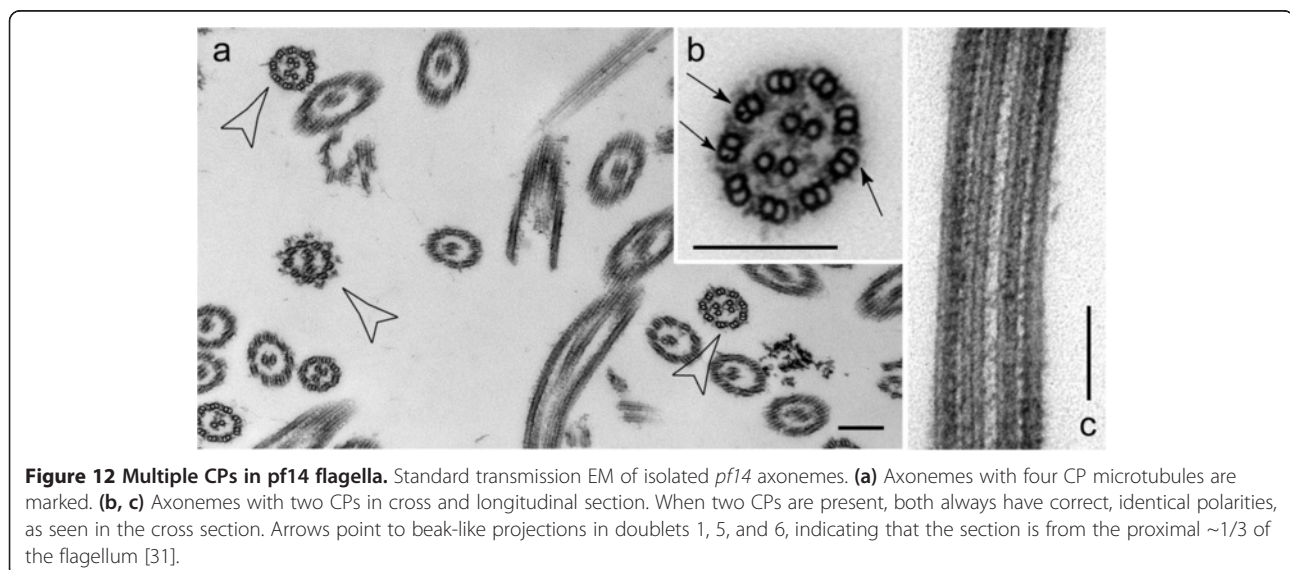 a
b
c
Figure 12 Multiple CPs in pf14 flagella. Standard transmission EM of isolated pf14 axonemes. (a) Axonemes with four CP microtubules are
marked. (b, c) Axonemes with two CPs in cross and longitudinal section. When two CPs are present, both always have correct, identical polarities,
as seen in the cross section. Arrows point to beak-like projections in doublets 1, 5, and 6, indicating that the section is from the proximal ~1/3 of
the flagellum [31].